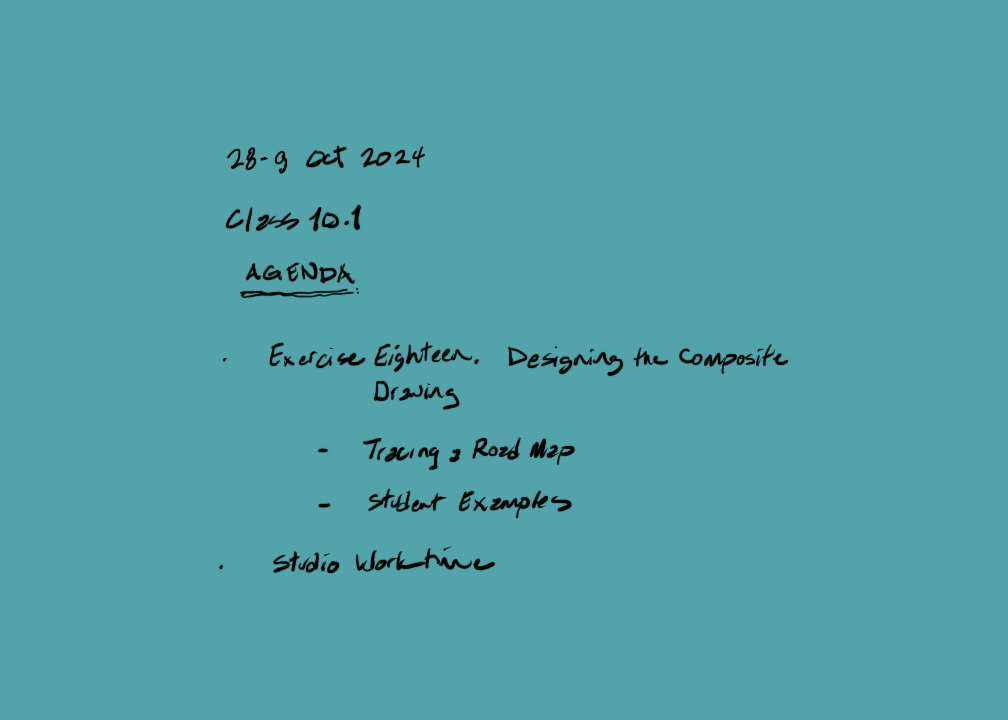 28-9 Oct 2024
Class 10.1
AGENDA
· Exercise Eighteen. Designing the Composite
Drawing
- Tracing a Road Map
- Student Examples
· Studio Worktime